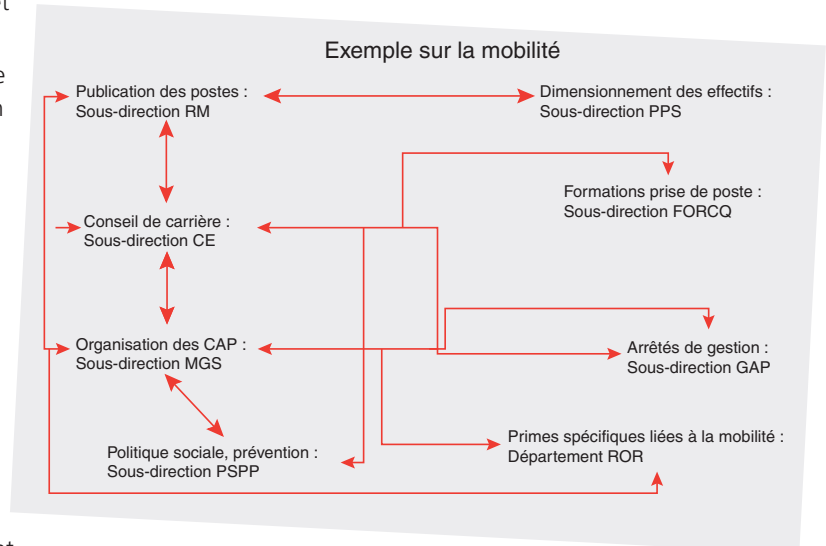 Exemple sur la mobilité
Publication des postes :
Sous-direction RM
Dimensionnement des effectifs :
Sous-direction PPS
Formations prise de poste :
Sous-direction FORCQ
Conseil de carrière :
Sous-direction CE
Organisation des CAP :
Sous-direction MGS
Arrêtés de gestion :
Sous-direction GAP
Politique sociale, prévention :
Sous-direction PSPP
Primes spécifiques liées à la mobilité :
Département ROR